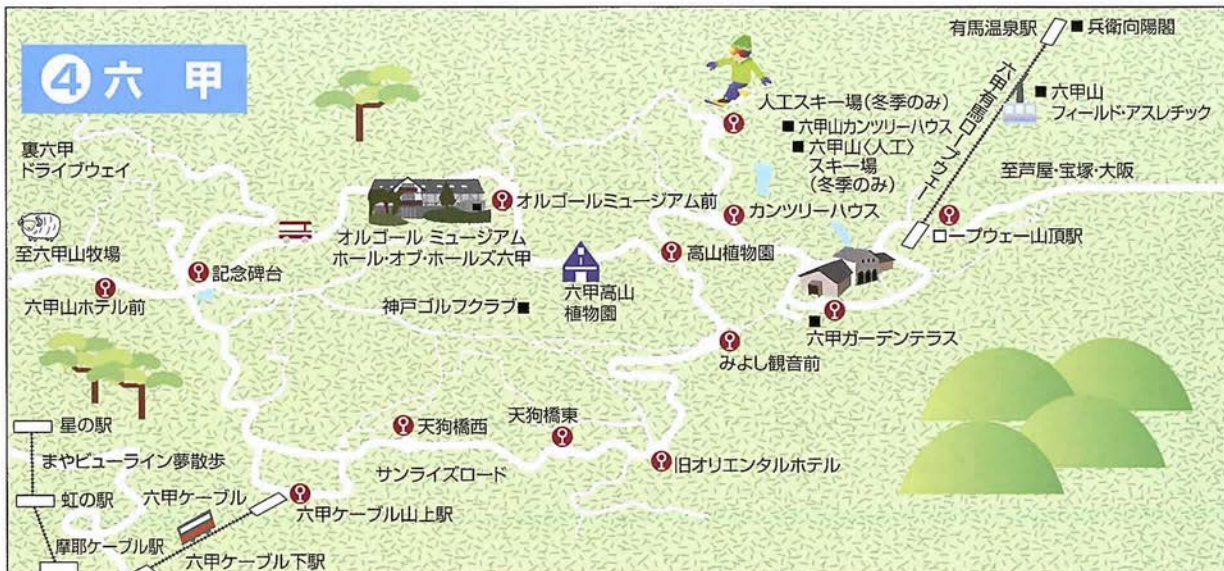 ④六 甲
有馬温泉駅
兵衛向陽閣
六甲有馬ロープウェー
六甲山
フィールド・アスレチック
人工スキー場(冬季のみ)
六甲山カンツリーハウス
六甲山〈人工〉
スキー場
(冬季のみ)
至芦屋・宝塚・大阪
裏六甲
ドライブウェイ
オルゴールミュージアム前
カンツリーハウス
ロープウェー山頂駅
至六甲山牧場
記念碑台
オルゴール ミュージアム
ホール・オブ・ホールズ六甲
高山植物園
六甲山ホテル前
神戸ゴルフクラブ
六甲高山
植物園
六甲ガーデンテラス
みよし観音前
星の駅
天狗橋西
天狗橋東
まやビューライン夢散歩
サンライズロード
旧オリエンタルホテル
虹の駅
六甲ケーブル
六甲ケーブル山上駅
摩耶ケーブル駅
六甲ケーブル下駅